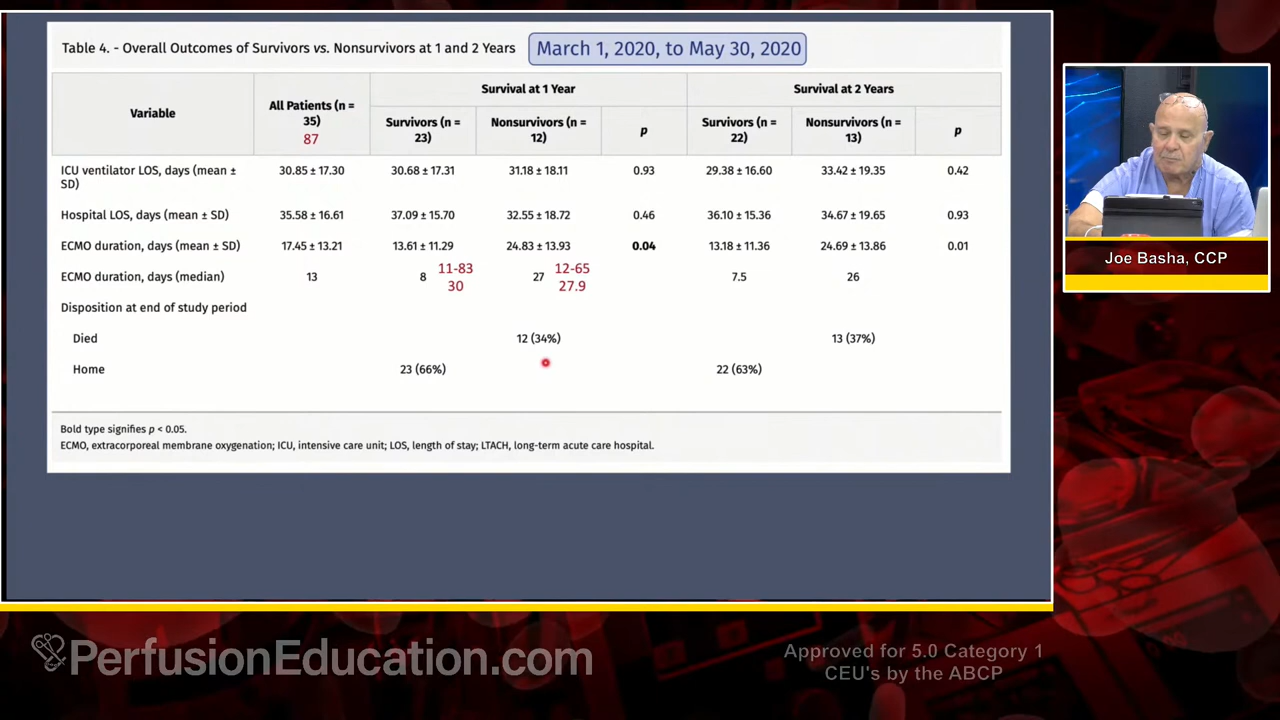 Table 4. - Overall Outcomes of Survivors vs. Nonsurvivors at 1 and 2 Years
March 1, 2020, to May 30, 2020
Variable
All Patients (n =
35)
87
Survival at 1 Year
Survival at 2 Years
Survivors (n =
23)
Nonsurvivors (n =
12)
p
Survivors (n =
22)
Nonsurvivors (n =
13)
p
ICU ventilator LOS, days (mean ±
SD)
30.85 ± 17.30
30.68 ± 17.31
31.18 ± 18.11
0.93
29.38 ± 16.60
33.42 ± 19.35
0.42
Hospital LOS, days (mean ± SD)
35.58 ± 16.61
37.09 ± 15.70
32.55 ± 18.72
0.46
36.10 ± 15.36
34.67 ± 19.65
0.93
ECMO duration, days (mean ± SD)
17.45 ± 13.21
13.61 ± 11.29
24.83 ± 13.93
0.04
13.18 ± 11.36
24.69 ± 13.86
0.01
ECMO duration, days (median)
13
8
11-83
30
27
12-65
27.9
7.5
26
Disposition at end of study period
Died
12 (34%)
13 (37%)
Home
23 (66%)
22 (63%)
Bold type signifies p < 0.05.
ECMO, extracorporeal membrane oxygenation; ICU, intensive care unit; LOS, length of stay; LTACH, long-term acute care hospital.
Joe Basha, CCP
PerfusionEducation.com
Approved for 5.0 Category 1
CEU's by the ABCP